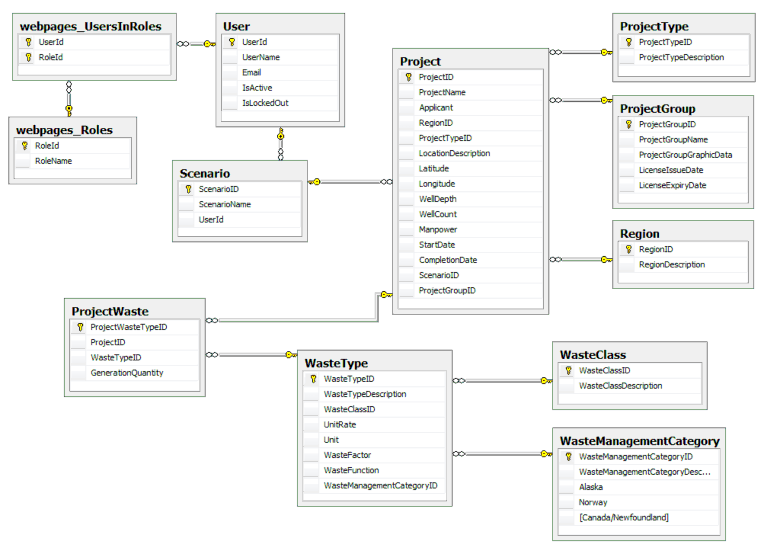 webpages_UsersInRoles
UserId
RoleId
User
UserId
UserName
Email
IsActive
IsLockedOut
webpages_Roles
RoleId
RoleName
Scenario
ScenarioID
ScenarioName
UserId
Project
ProjectID
ProjectName
Applicant
RegionID
ProjectTypeID
LocationDescription
Latitude
Longitude
WellDepth
WellCount
Manpower
StartDate
CompletionDate
ScenarioID
ProjectGroupID
ProjectType
ProjectTypeID
ProjectTypeDescription
ProjectGroup
ProjectGroupID
ProjectGroupName
ProjectGroupGraphicData
LicenseIssueDate
LicenseExpiryDate
Region
RegionID
RegionDescription
ProjectWaste
ProjectWasteTypeID
ProjectID
WasteTypeID
GenerationQuantity
WasteType
WasteTypeID
WasteTypeDescription
WasteClassID
UnitRate
Unit
WasteFactor
WasteFunction
WasteManagementCategoryID
WasteClass
WasteClassID
WasteClassDescription
WasteManagementCategory
WasteManagementCategoryID
WasteManagementCategoryDesc...
Alaska
Norway
[Canada/Newfoundland]